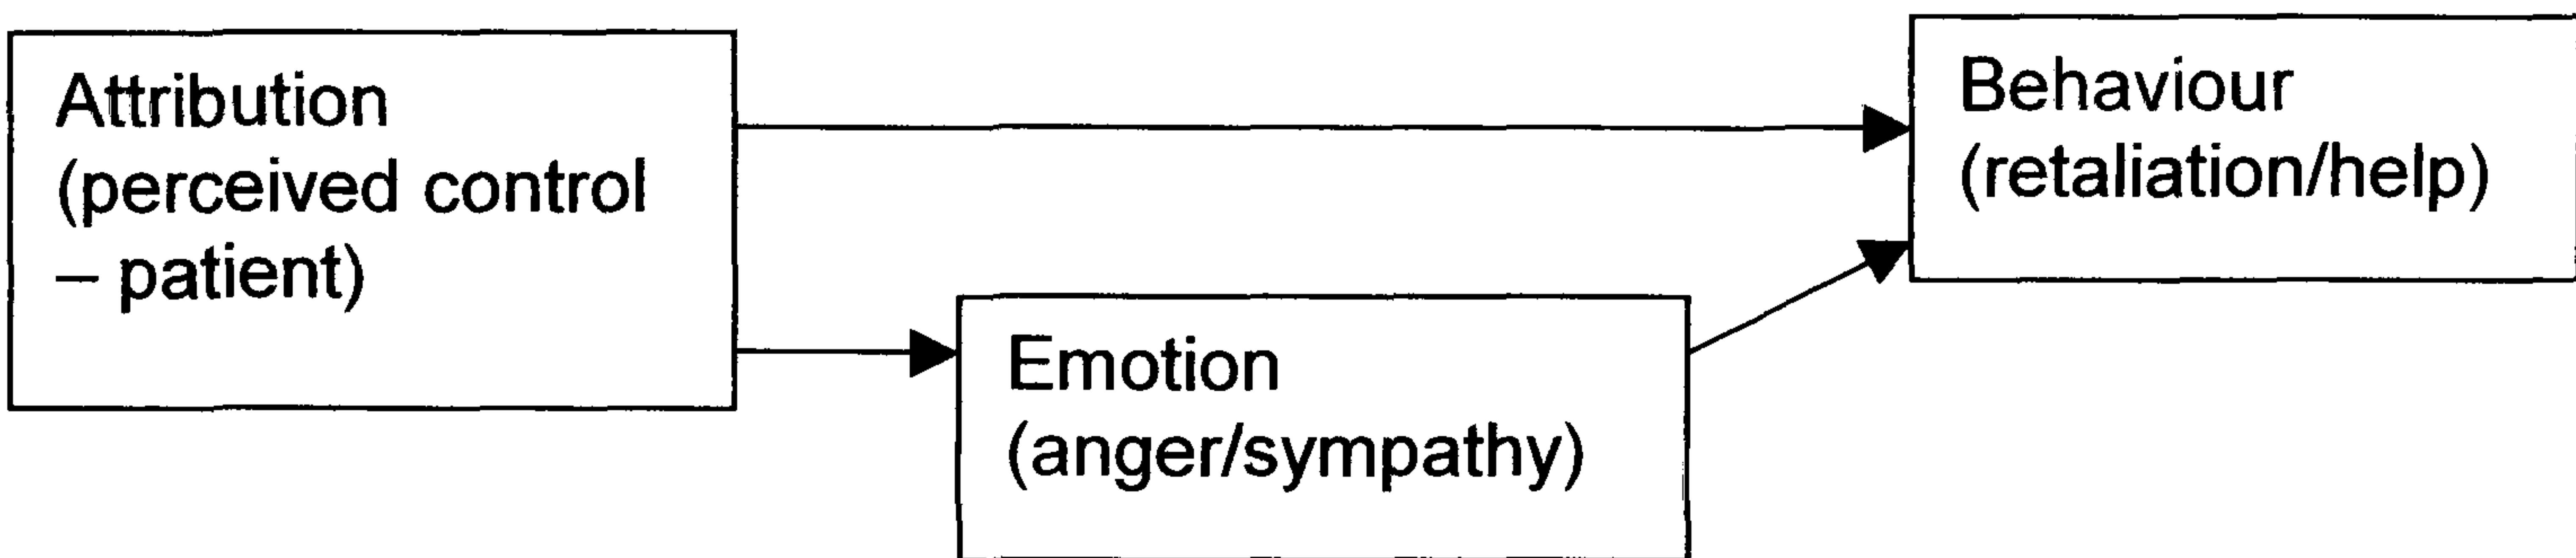 Attribution
(perceived control
– patient)
Behaviour
(retaliation/help)
Emotion
(anger/sympathy)